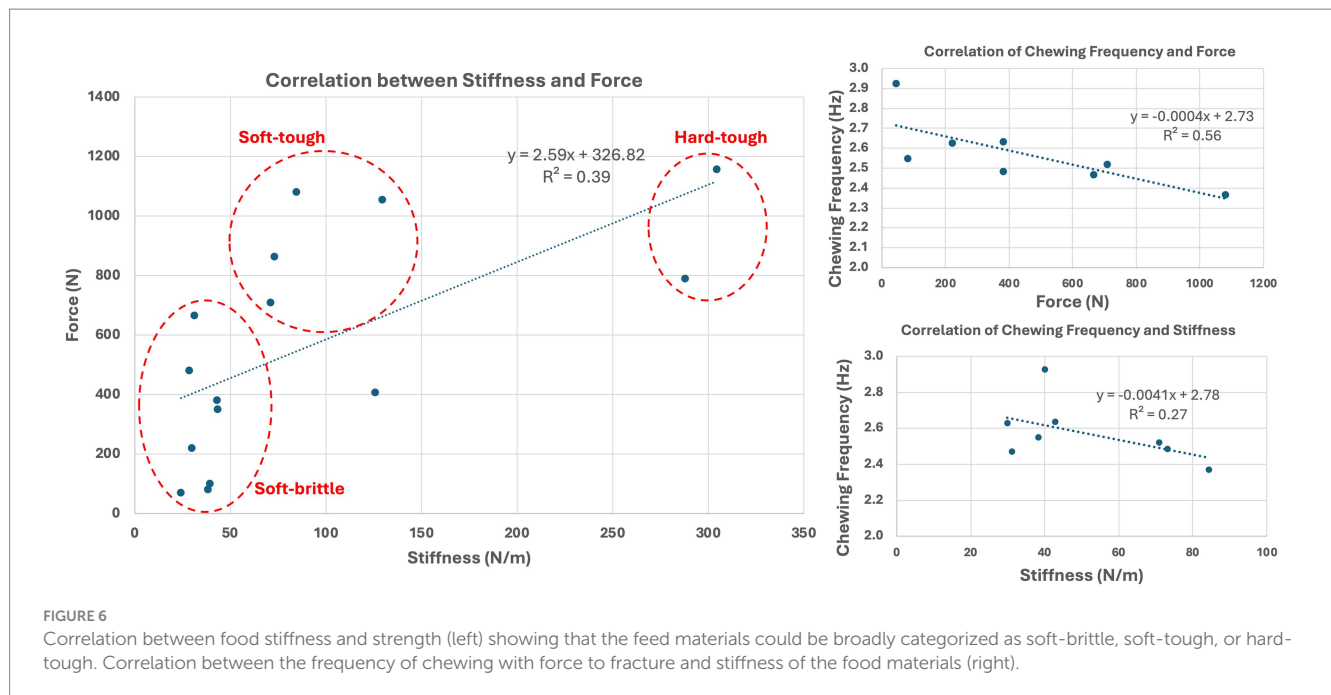 Correlation between Stiffness and Force
1400
1200
1000
800
600
400
200
0
Force (N)
0 50 100 150 200 250 300 350
Stiffness (N/m)
Soft-tough
Hard-tough
Soft-brittle
y = 2.59x + 326.82
R² = 0.39
Correlation of Chewing Frequency and Force
3.0
2.9
2.8
2.7
2.6
2.5
2.4
2.3
2.2
2.1
2.0
Chewing Frequency (Hz)
y = -0.0004x + 2.73
R² = 0.56
0 200 400 600 800 1000 1200
Force (N)
Correlation of Chewing Frequency and Stiffness
3.0
2.8
2.6
2.4
2.2
2.0
Chewing Frequency (Hz)
y = -0.0041x + 2.78
R² = 0.27
0 20 40 60 80 100
Stiffness (N/m)
FIGURE 6
Correlation between food stiffness and strength (left) showing that the feed materials could be broadly categorized as soft-brittle, soft-tough, or hard-
tough. Correlation between the frequency of chewing with force to fracture and stiffness of the food materials (right).